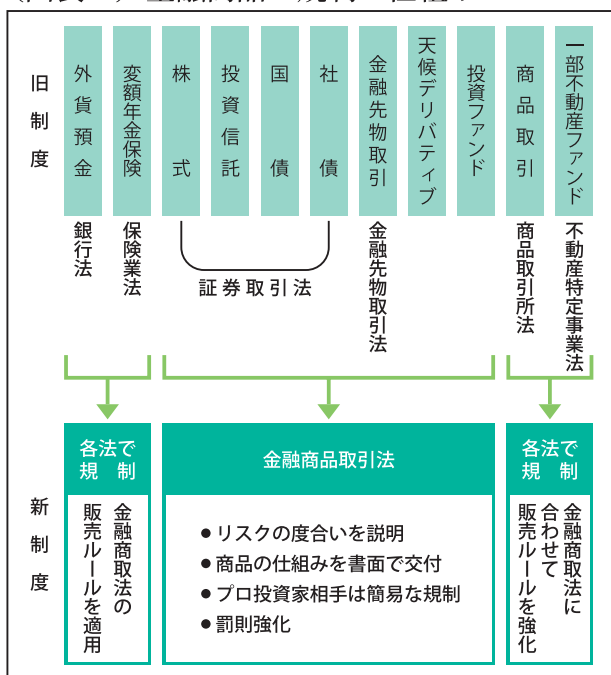 旧制度
外貨預金
変額年金保険
株式
投資信託
国債
社債
金融先物取引
天候デリバティブ
投資ファンド
商品取引
一部不動産ファンド
銀行法
保険業法
証券取引法
金融先物取引法
商品取引所法
不動産特定事業法
新制度
各法で
規制
金融商取法の
販売ルールを適用
金融商品取引法
●リスクの度合いを説明
●商品の仕組みを書面で交付
●プロ投資家相手は簡易な規制
●罰則強化
各法で
規制
金融商取法に
合わせて
販売ルールを強化